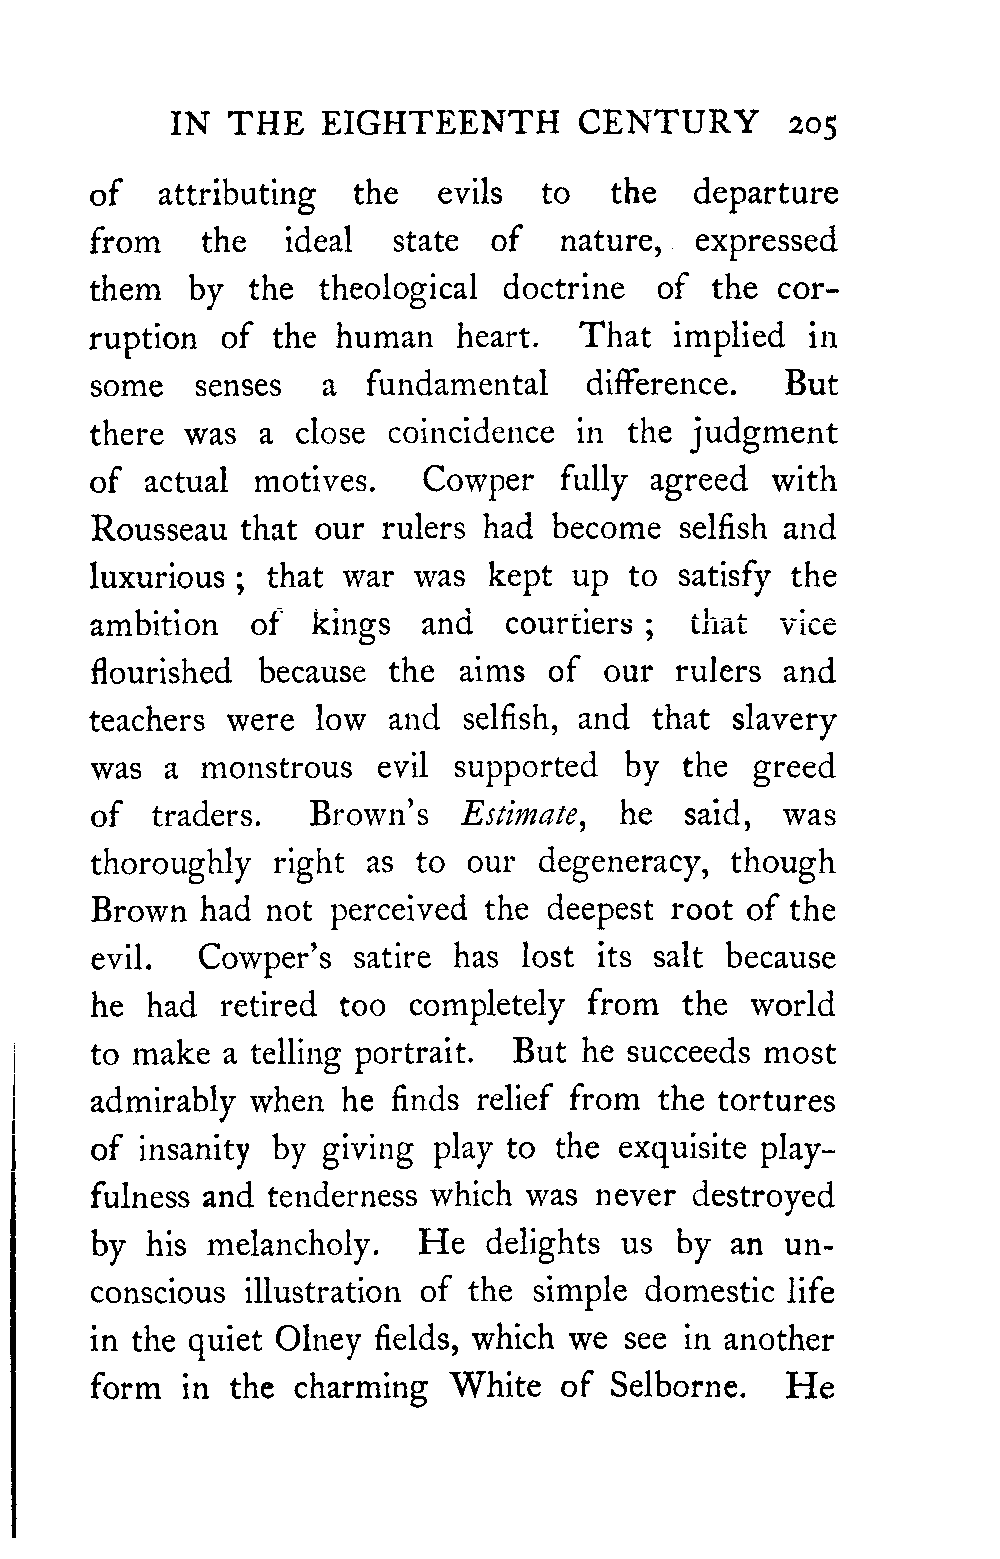 IN THE EIGHTEENTH CENTURY 205
of attributing the evils to the departure
from the ideal state of nature, expressed
them by the theological doctrine of the cor-
ruption of the human heart. That implied in
some senses a fundamental difference. But
there was a close coincidence in the judgment
of actual motives. Cowper fully agreed with
Rousseau that our rulers had become selfish and
luxurious ; that war was kept up to satisfy the
ambition of kings and courtiers ; that vice
flourished because the aims of our rulers and
teachers were low and selfish, and that slavery
was a monstrous evil supported by the greed
of traders. Brown's Estimate, he said, was
thoroughly right as to our degeneracy, though
Brown had not perceived the deepest root of the
evil. Cowper's satire has lost its salt because
he had retired too completely from the world
to make a telling portrait. But he succeeds most
admirably when he finds relief from the tortures
of insanity by giving play to the exquisite play-
fulness and tenderness which was never destroyed
by his melancholy. He delights us by an un-
conscious illustration of the simple domestic life
in the quiet Olney fields, which we see in another
form in the charming White of Selborne. He